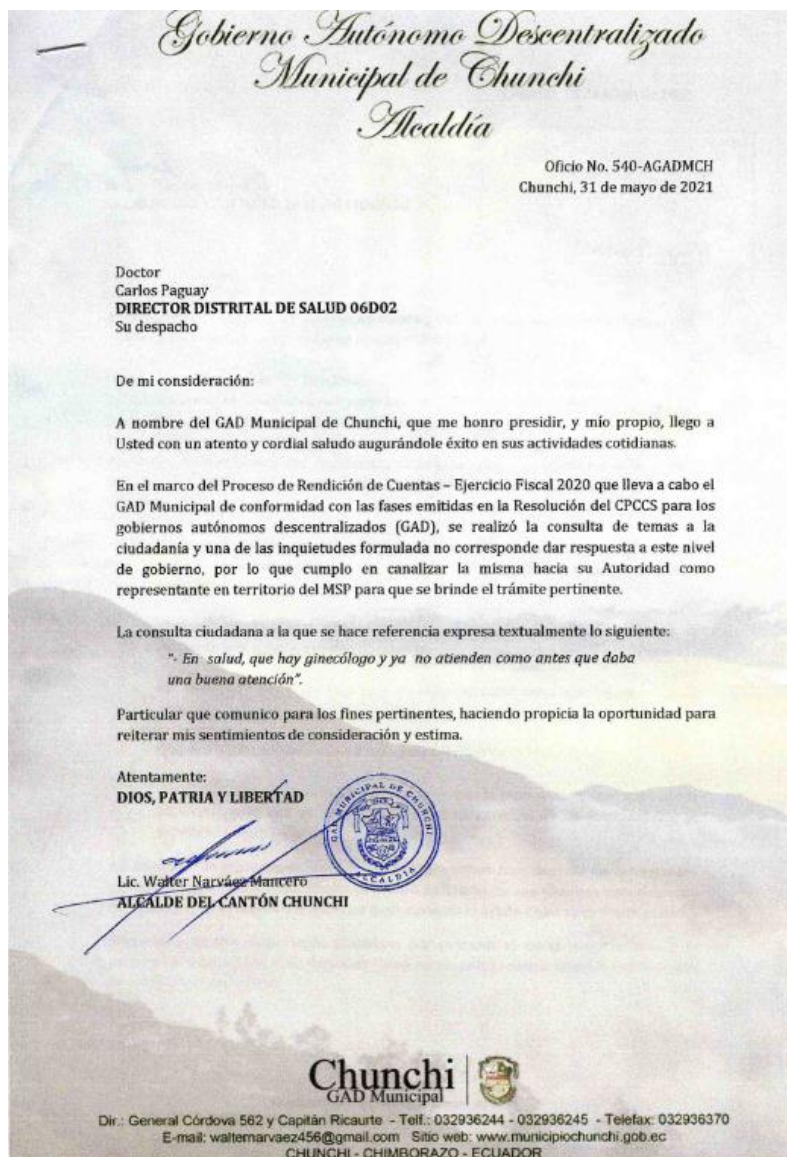 Gobierno Autónomo Descentralizado
Municipal de Chunchi
Alcaldía
Oficio No. 540-AGADMCH
Chunchi, 31 de mayo de 2021
Doctor
Carlos Paguay
DIRECTOR DISTRITAL DE SALUD 06D02
Su despacho
De mi consideración:
A nombre del GAD Municipal de Chunchi, que me honro presidir, y mío propio, llego a
Usted con un atento y cordial saludo augurándole éxito en sus actividades cotidianas.
En el marco del Proceso de Rendición de Cuentas – Ejercicio Fiscal 2020 que lleva a cabo el
GAD Municipal de conformidad con las fases emitidas en la Resolución del CPCCS para los
gobiernos autónomos descentralizados (GAD), se realizó la consulta de temas a la
ciudadanía y una de las inquietudes formulada no corresponde dar respuesta a este nivel
de gobierno, por lo que cumplo en canalizar la misma hacia su Autoridad como
representante en territorio del MSP para que se brinde el trámite pertinente.
La consulta ciudadana a la que se hace referencia expresa textualmente lo siguiente:
"- En salud, que hay ginecólogo y ya no atienden como antes que daba
una buena atención".
Particular que comunico para los fines pertinentes, haciendo propicia la oportunidad para
reiterar mis sentimientos de consideración y estima.
Atentamente:
DIOS, PATRIA Y LIBERTAD
GAD MUNICIPAL DE CHUNCHI
ALCALDIA
Lic. Walter Narváez Mancero
ALCALDE DEL CANTÓN CHUNCHI
Chunchi
GAD Municipal
Dir.: General Córdova 562 y Capitán Ricaurte - Telf.: 032936244 - 032936245 - Telefax: 032936370
E-mail: walternarvaez456@gmail.com Sitio web: www.municipiochunchi.gob.ec
CHUNCHI - CHIMBORAZO - ECUADOR